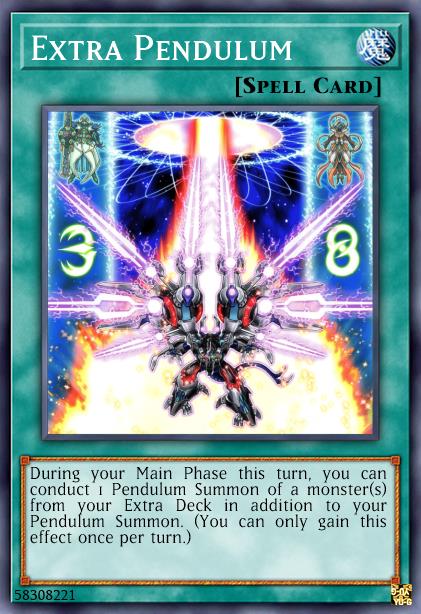 Extra Pendulum
魔
[Spell Card]
3 8
During your Main Phase this turn, you can
conduct 1 Pendulum Summon of a monster(s)
from your Extra Deck in addition to your
Pendulum Summon. (You can only gain this
effect once per turn.)
58308221